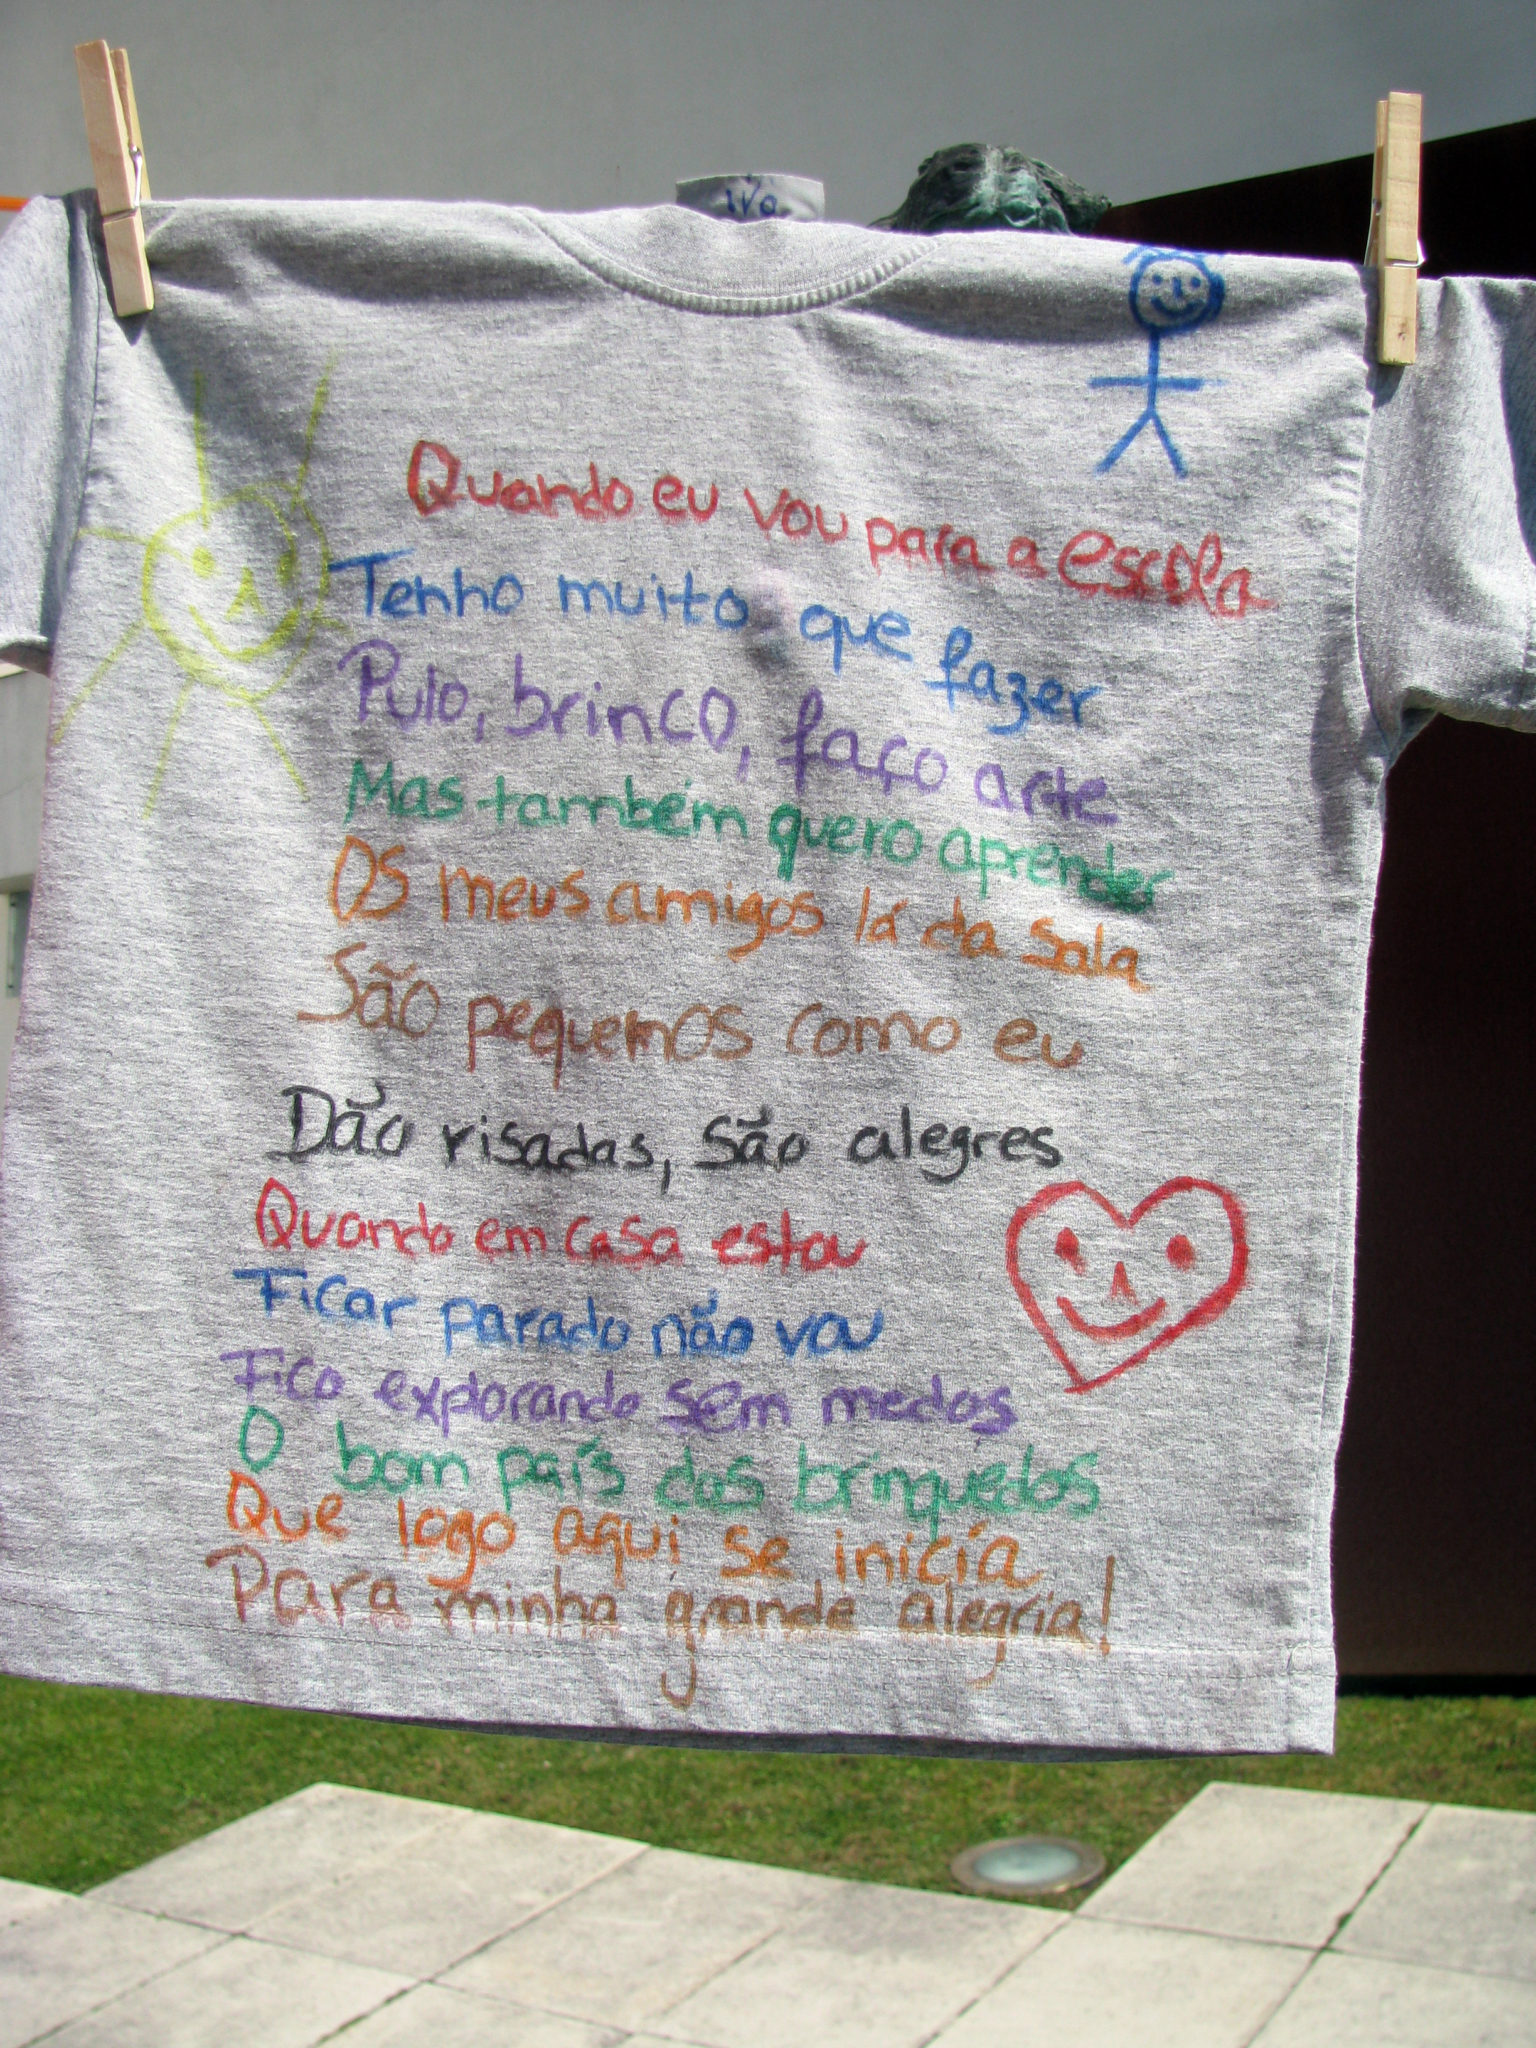 Quando eu vou para a escola
Tenho muito que fazer
Pulo, brinco, faço arte
Mas também quero aprender
Os meus amigos lá da sala
São pequenos como eu
Dão risadas, são alegres
Quando em casa estou
Ficar parado não vou
Fico explorando sem medos
O bom país dos brinquedos
Que logo aqui se inicía
Para minha grande alegria!